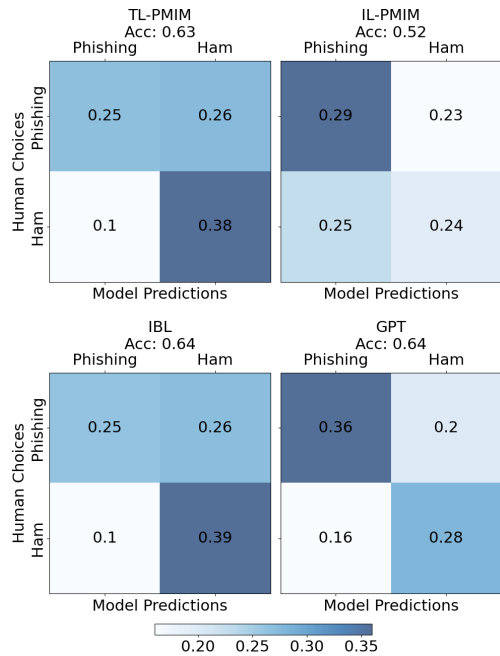 TL-PMIM
Acc: 0.63
Phishing Ham
Human Choices
Phishing
Ham
0.25 0.26
0.1 0.38
Model Predictions
IL-PMIM
Acc: 0.52
Phishing Ham
0.29 0.23
0.25 0.24
Model Predictions
IBL
Acc: 0.64
Phishing Ham
Human Choices
Phishing
Ham
0.25 0.26
0.1 0.39
Model Predictions
GPT
Acc: 0.64
Phishing Ham
0.36 0.2
0.16 0.28
Model Predictions
0.20 0.25 0.30 0.35